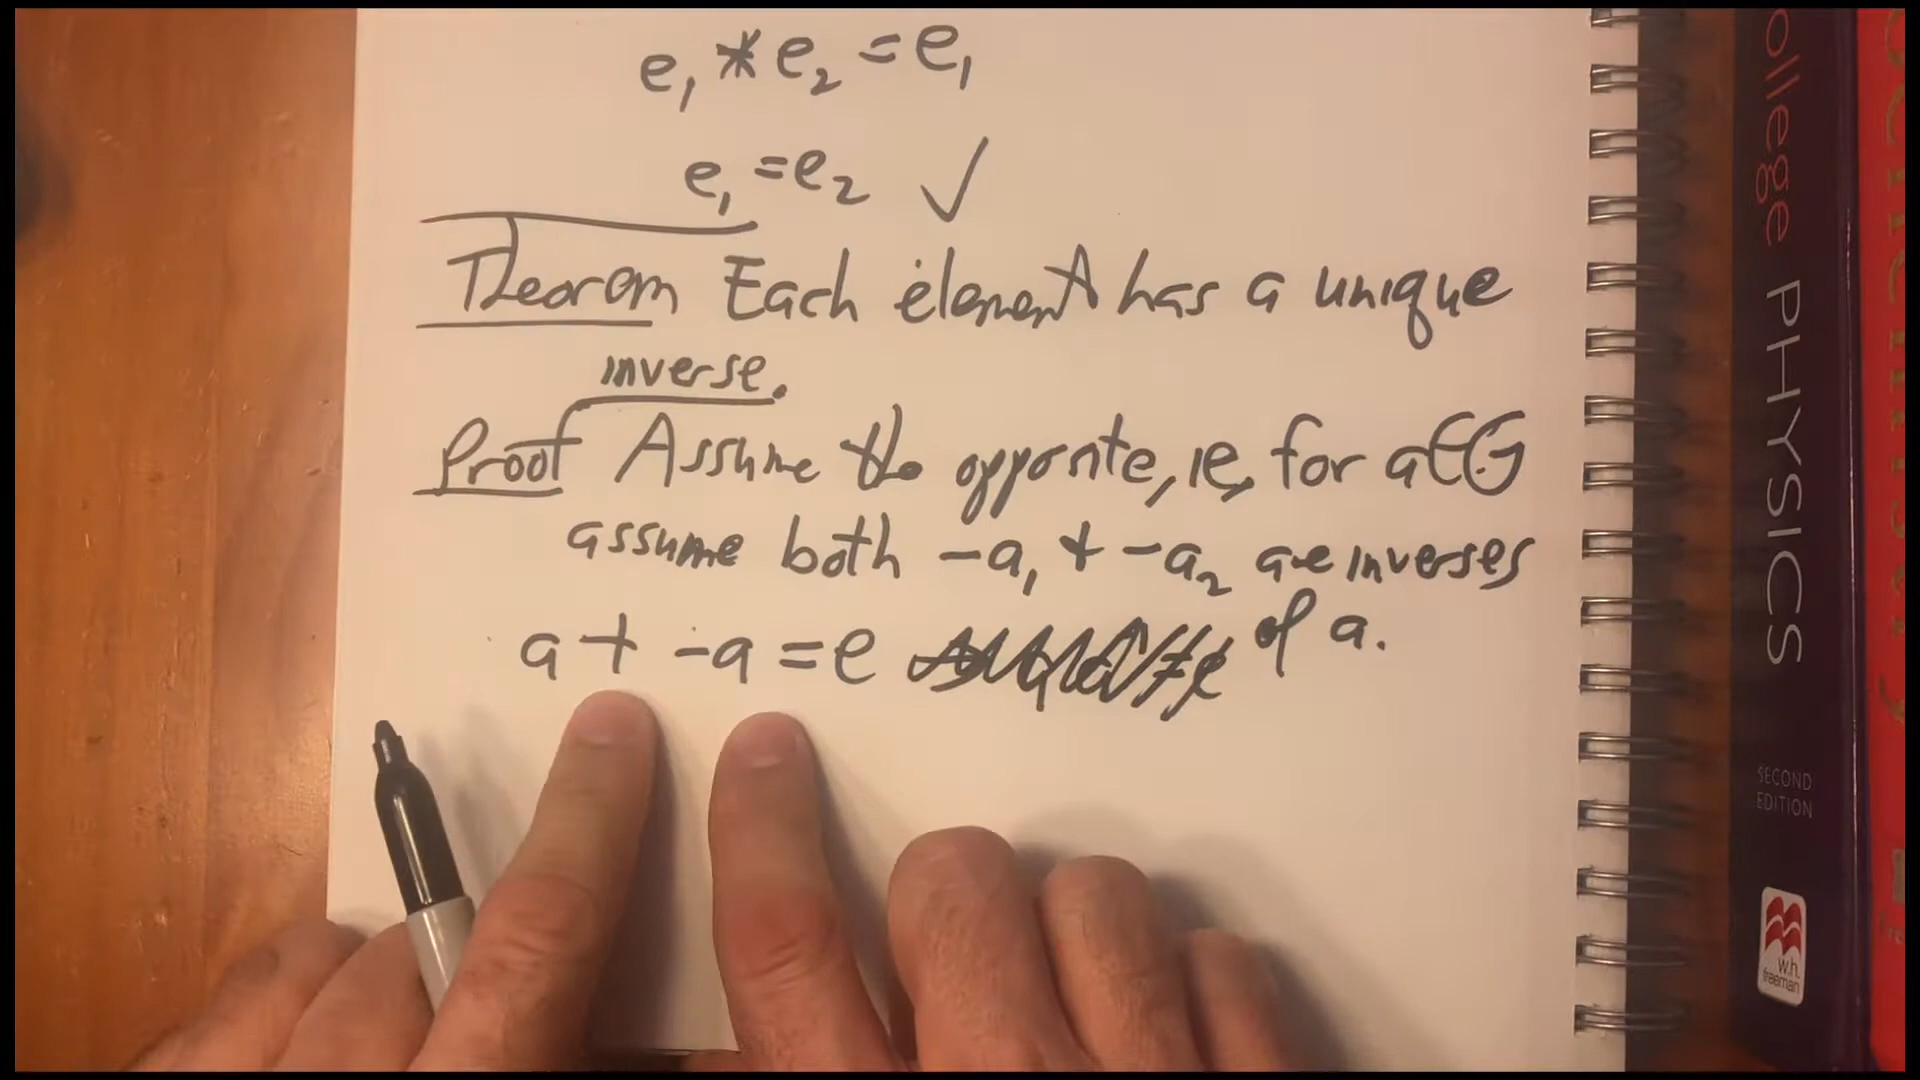 e₁ * e₂ = e₁
e₁ = e₂ ✓
Theorem Each element has a unique
inverse.
Proof Assume the opposite, ie, for a∈G
assume both -a₁ + -a₂ are inverses
of a.
a + -a = e
ollege PHYSICS
SECOND
EDITION
w.h.
freeman